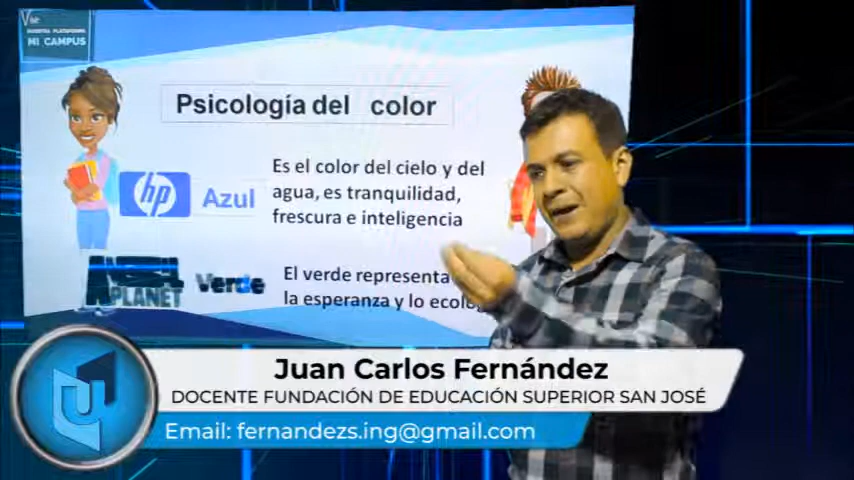 NUESTRA PLATAFORMA
MI CAMPUS
Psicología del color
hp
Azul
Es el color del cielo y del
agua, es tranquilidad,
frescura e inteligencia
PLANET
Verde
El verde representa
la esperanza y lo ecolog
Juan Carlos Fernández
DOCENTE FUNDACIÓN DE EDUCACIÓN SUPERIOR SAN JOSÉ
Email: fernandezs.ing@gmail.com